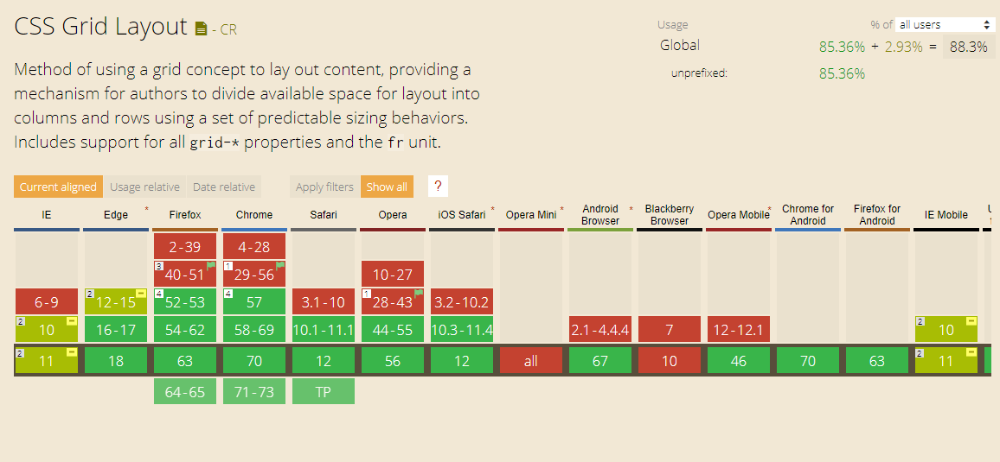 CSS Grid Layout - CR
Usage % of all users
Global 85.36% + 2.93% = 88.3%
unprefixed: 85.36%
Method of using a grid concept to lay out content, providing a
mechanism for authors to divide available space for layout into
columns and rows using a set of predictable sizing behaviors.
Includes support for all grid-* properties and the fr unit.
Current aligned Usage relative Date relative Apply filters Show all ?
IE Edge * Firefox Chrome Safari Opera iOS Safari * Opera Mini * Android Browser * Blackberry Browser Opera Mobile * Chrome for Android Firefox for Android IE Mobile
2-39 4-28
3 40-51 1 29-56 10-27
6-9 2 12-15 4 52-53 4 57 3.1-10 1 28-43 3.2-10.2
2 10 16-17 54-62 58-69 10.1-11.1 44-55 10.3-11.4 2.1-4.4.4 7 12-12.1 2 10
2 11 18 63 70 12 56 12 all 67 10 46 70 63 2 11
64-65 71-73 TP